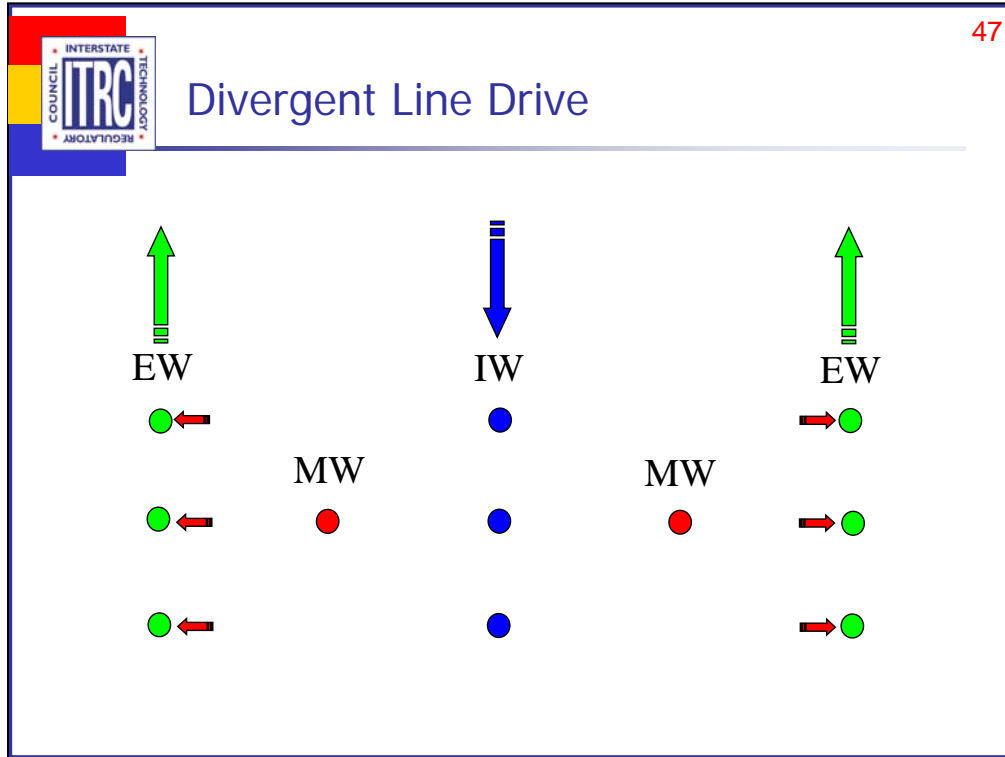 47
INTERSTATE
COUNCIL
ITRC
TECHNOLOGY
REGULATORY
Divergent Line Drive
EW
IW
EW
MW
MW